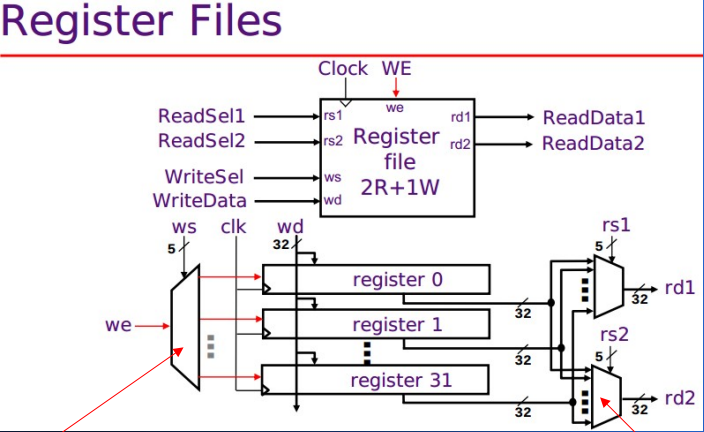 Register Files
Clock WE
we
ReadSel1 rs1 rd1 ReadData1
ReadSel2 rs2 Register rd2 ReadData2
file
WriteSel ws 2R+1W
WriteData wd
ws clk wd rs1
5 32 5
register 0 rd1
32 32
we register 1 rs2
32 5
register 31 rd2
32 32